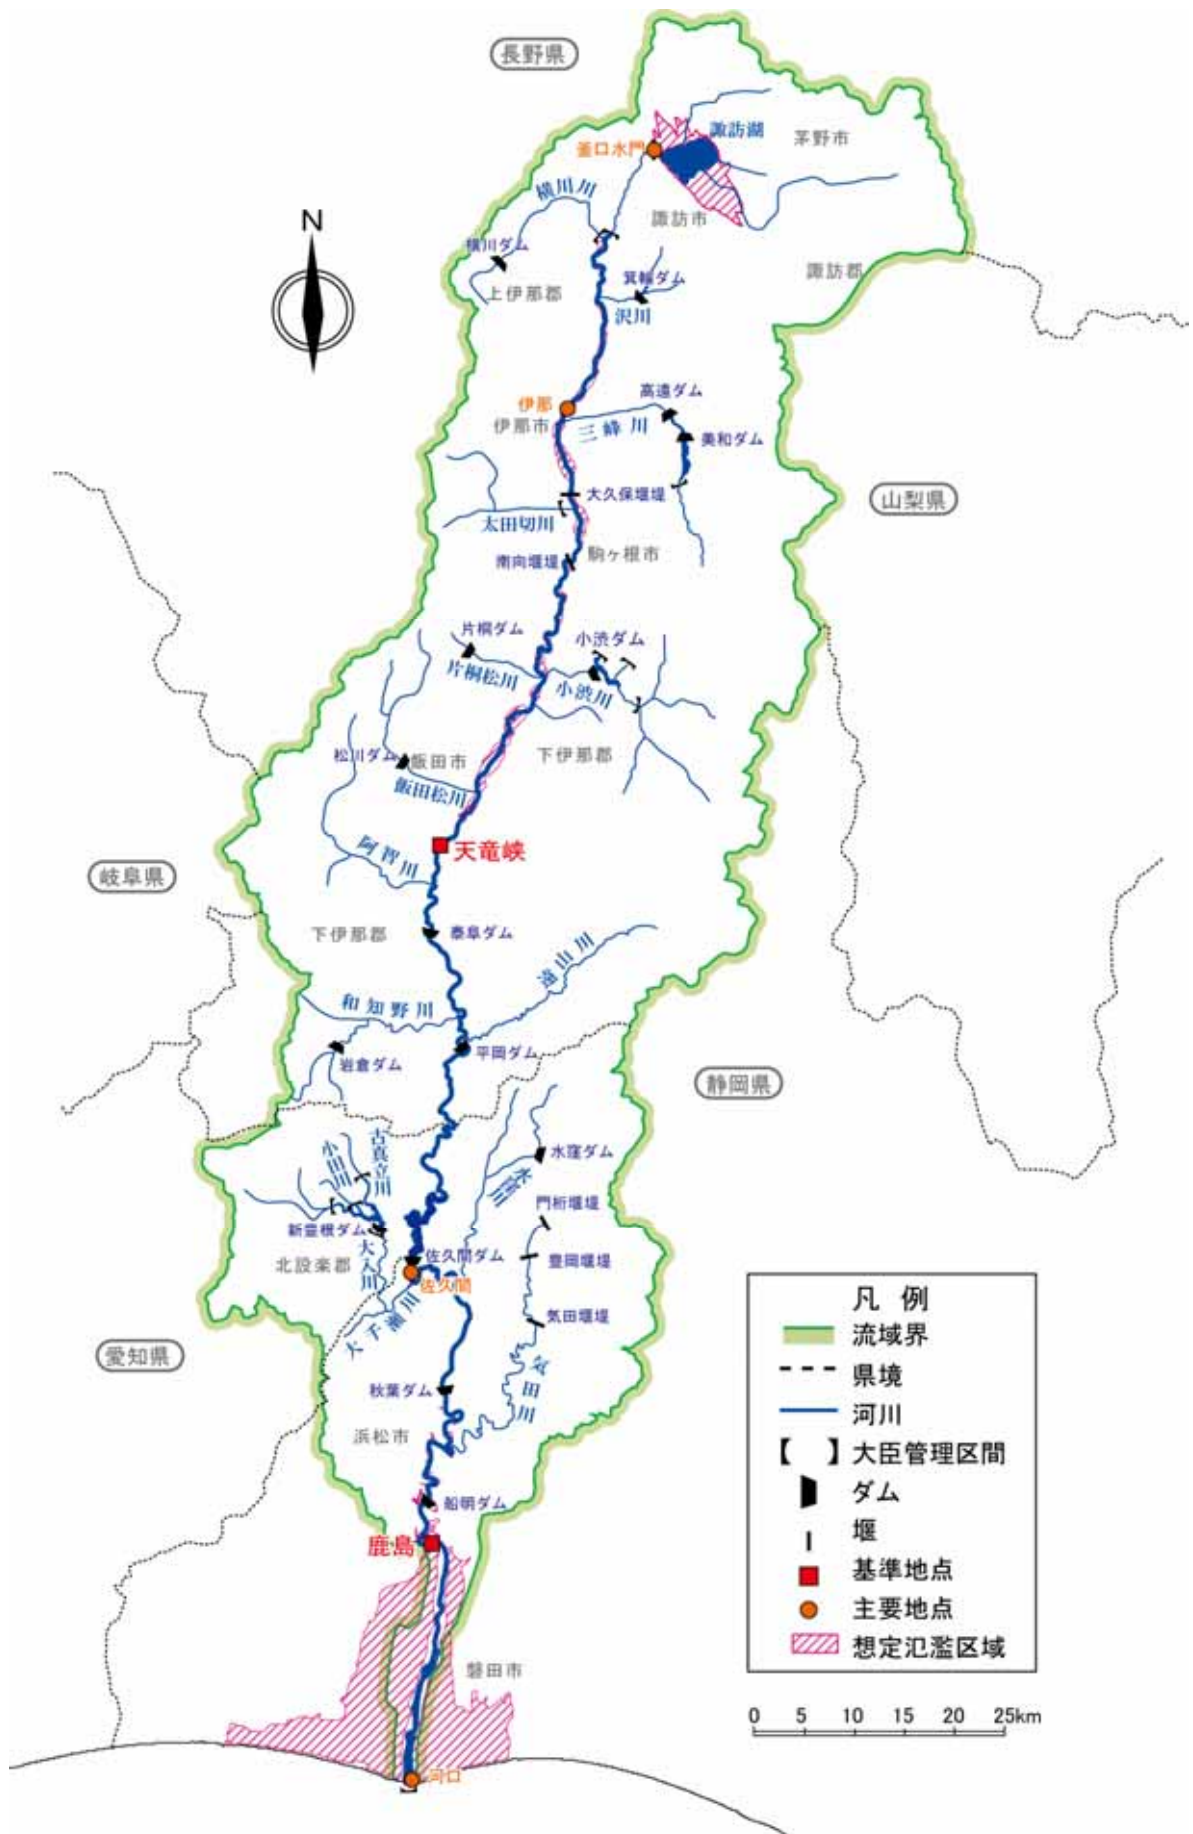 長野県
諏訪湖
茅野市
釜口水門
横川川
諏訪市
横川ダム
諏訪郡
箕輪ダム
上伊那郡
沢川
N
高遠ダム
伊那
伊那市
三峰川
美和ダム
大久保堰堤
山梨県
太田切川
駒ヶ根市
南向堰堤
片桐ダム
小渋ダム
片桐松川
小渋川
松川ダム
飯田市
下伊那郡
飯田松川
阿智川
天竜峡
岐阜県
下伊那郡
泰阜ダム
遠山川
和知野川
平岡ダム
岩倉ダム
静岡県
古真立川
小田川
水窪ダム
水窪川
門桁堰堤
新豊根ダム
大入川
佐久間ダム
豊岡堰堤
北設楽郡
佐久間
気田堰堤
大千瀬川
愛知県
気田川
秋葉ダム
浜松市
船明ダム
鹿島
磐田市
河口
凡 例
流域界
県境
河川
【 】大臣管理区間
ダム
堰
基準地点
主要地点
想定氾濫区域
0 5 10 15 20 25km